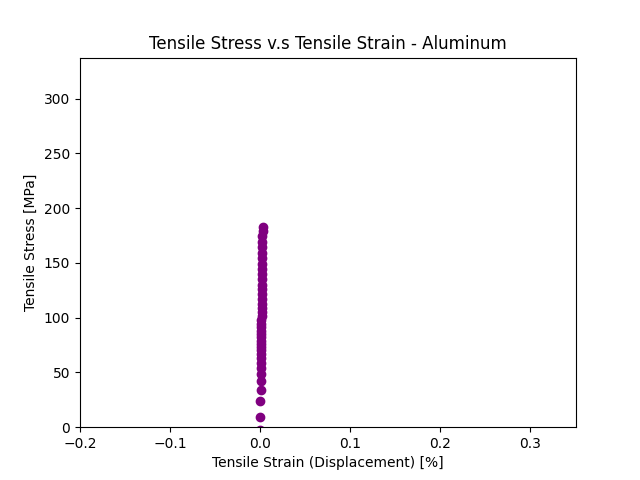 Tensile Stress v.s Tensile Strain - Aluminum
300
250
200
150
100
50
0
Tensile Stress [MPa]
−0.2 −0.1 0.0 0.1 0.2 0.3
Tensile Strain (Displacement) [%]